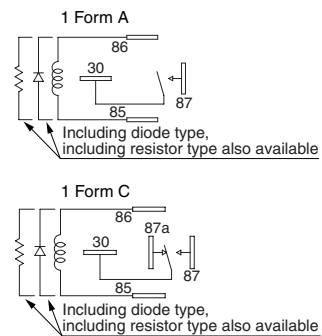 1 Form A
86
30
87
85
Including diode type,
including resistor type also available
1 Form C
86
87a
30
87
85
Including diode type,
including resistor type also available